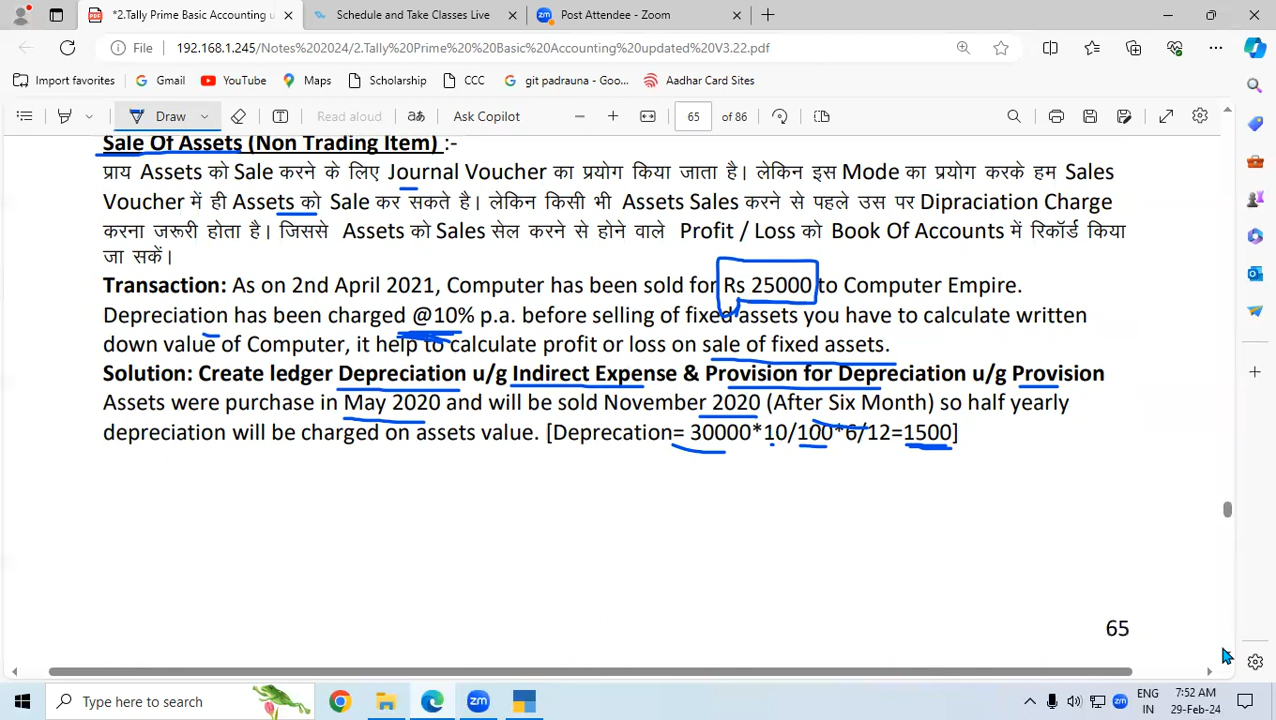 *2.Tally Prime Basic Accounting u
Schedule and Take Classes Live
Post Attendee - Zoom
File
192.168.1.245/Notes%202024/2.Tally%20Prime%20%20Basic%20Accounting%20updated%20V3.22.pdf
Import favorites
Gmail
YouTube
Maps
Scholarship
CCC
git padrauna - Goo...
Aadhar Card Sites
Draw
Read aloud
aあ
Ask Copilot
65 of 86
Sale Of Assets (Non Trading Item) :-
प्राय Assets को Sale करने के लिए Journal Voucher का प्रयोग किया जाता है। लेकिन इस Mode का प्रयोग करके हम Sales
Voucher में ही Assets को Sale कर सकते है। लेकिन किसी भी Assets Sales करने से पहले उस पर Dipraciation Charge
करना जरूरी होता है। जिससे Assets को Sales सेल करने से होने वाले Profit / Loss को Book Of Accounts में रिकॉर्ड किया
जा सकें।
Transaction: As on 2nd April 2021, Computer has been sold for Rs 25000 to Computer Empire.
Depreciation has been charged @10% p.a. before selling of fixed assets you have to calculate written
down value of Computer, it help to calculate profit or loss on sale of fixed assets.
Solution: Create ledger Depreciation u/g Indirect Expense & Provision for Depreciation u/g Provision
Assets were purchase in May 2020 and will be sold November 2020 (After Six Month) so half yearly
depreciation will be charged on assets value. [Deprecation= 30000*10/100*6/12=1500]
65
Type here to search
zm
ENG
IN
7:52 AM
29-Feb-24